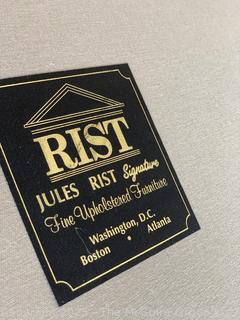 RIST
JULES RIST Signature
Fine Upholstered Furniture
Washington, D.C.
Boston • Atlanta